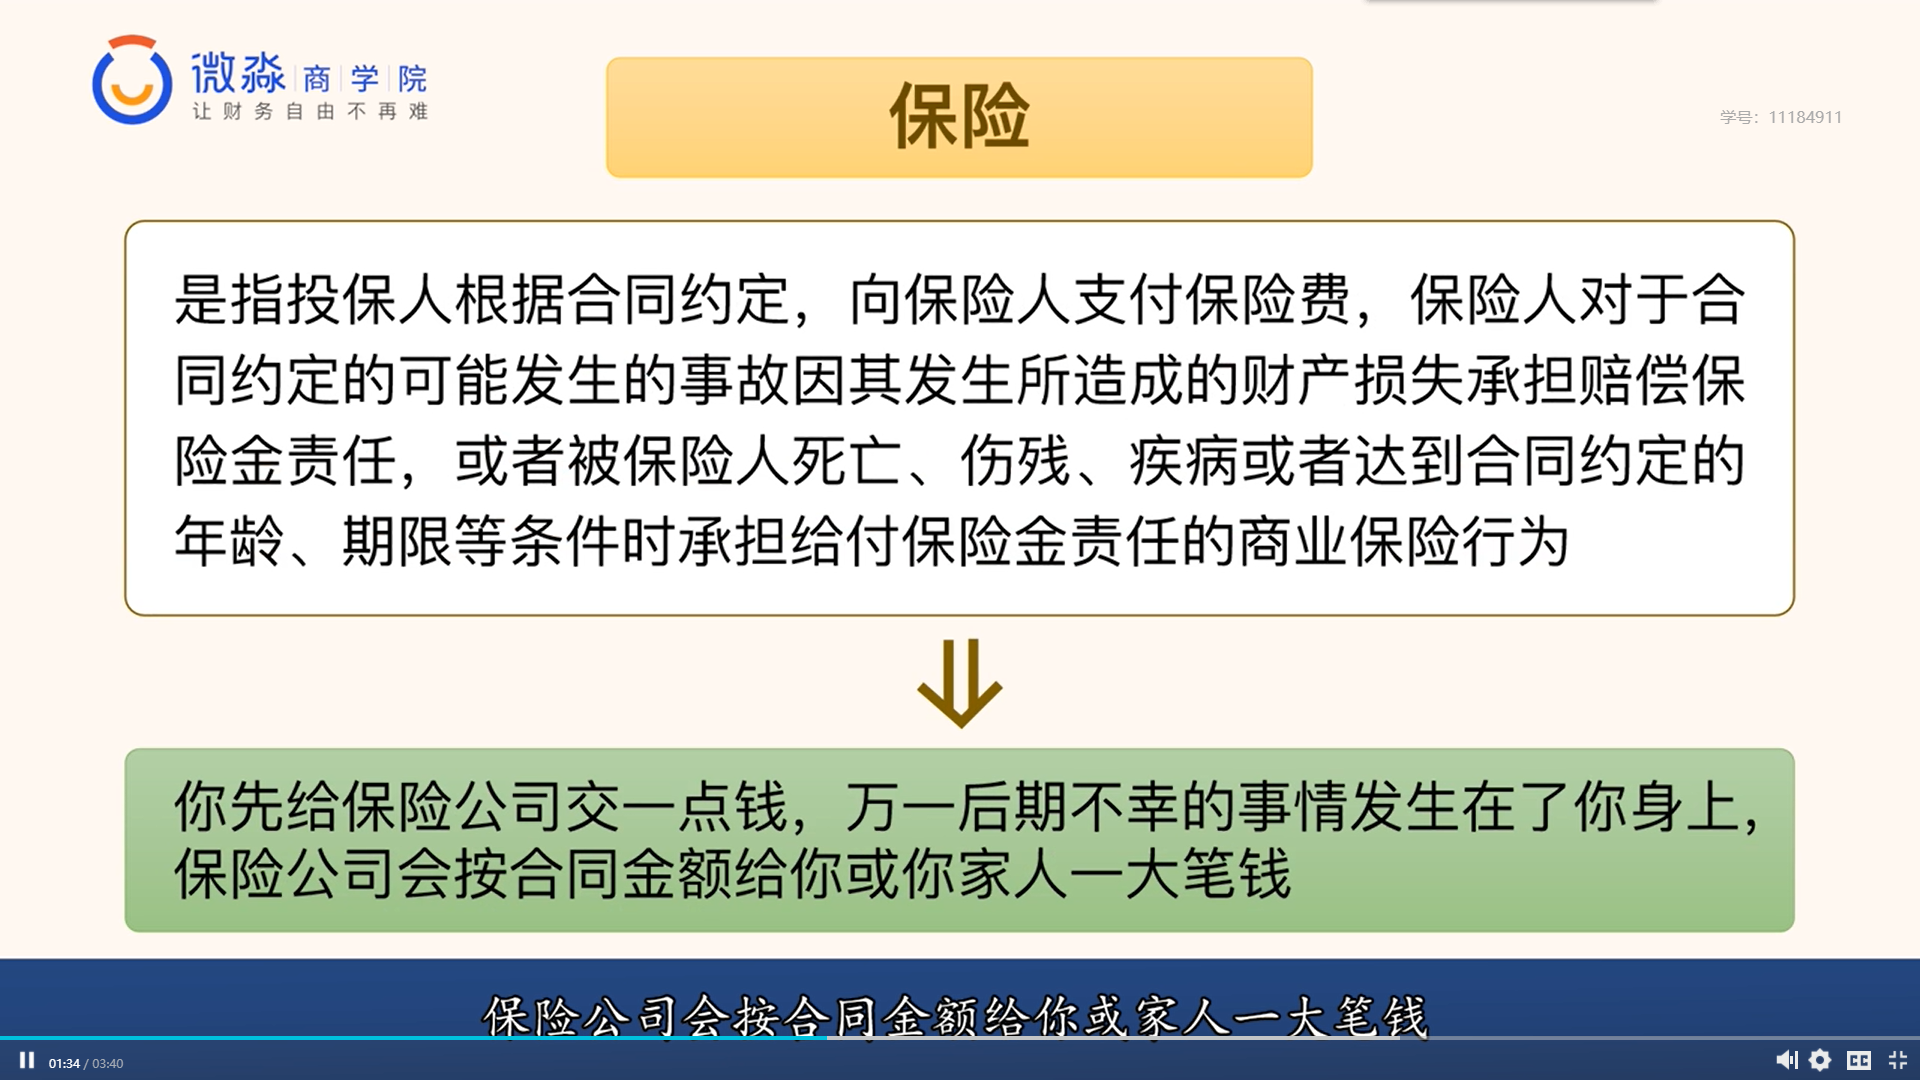 微淼商学院
让财务自由不再难
保险
学号：11184911
是指投保人根据合同约定，向保险人支付保险费，保险人对于合
同约定的可能发生的事故因其发生所造成的财产损失承担赔偿保
险金责任，或者被保险人死亡、伤残、疾病或者达到合同约定的
年龄、期限等条件时承担给付保险金责任的商业保险行为
你先给保险公司交一点钱，万一后期不幸的事情发生在了你身上，
保险公司会按合同金额给你或你家人一大笔钱
保险公司会按合同金额给你或家人一大笔钱
01:34 / 03:40
CC